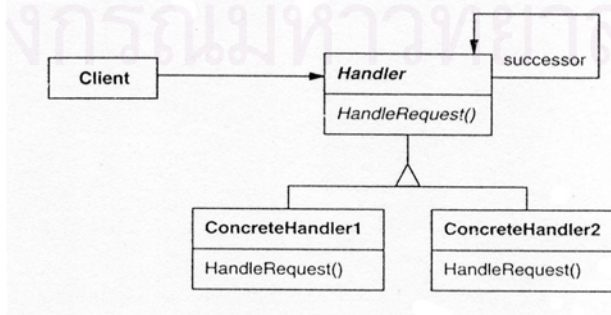 successor
Client
Handler
HandleRequest()
ConcreteHandler1
ConcreteHandler2
HandleRequest()
HandleRequest()